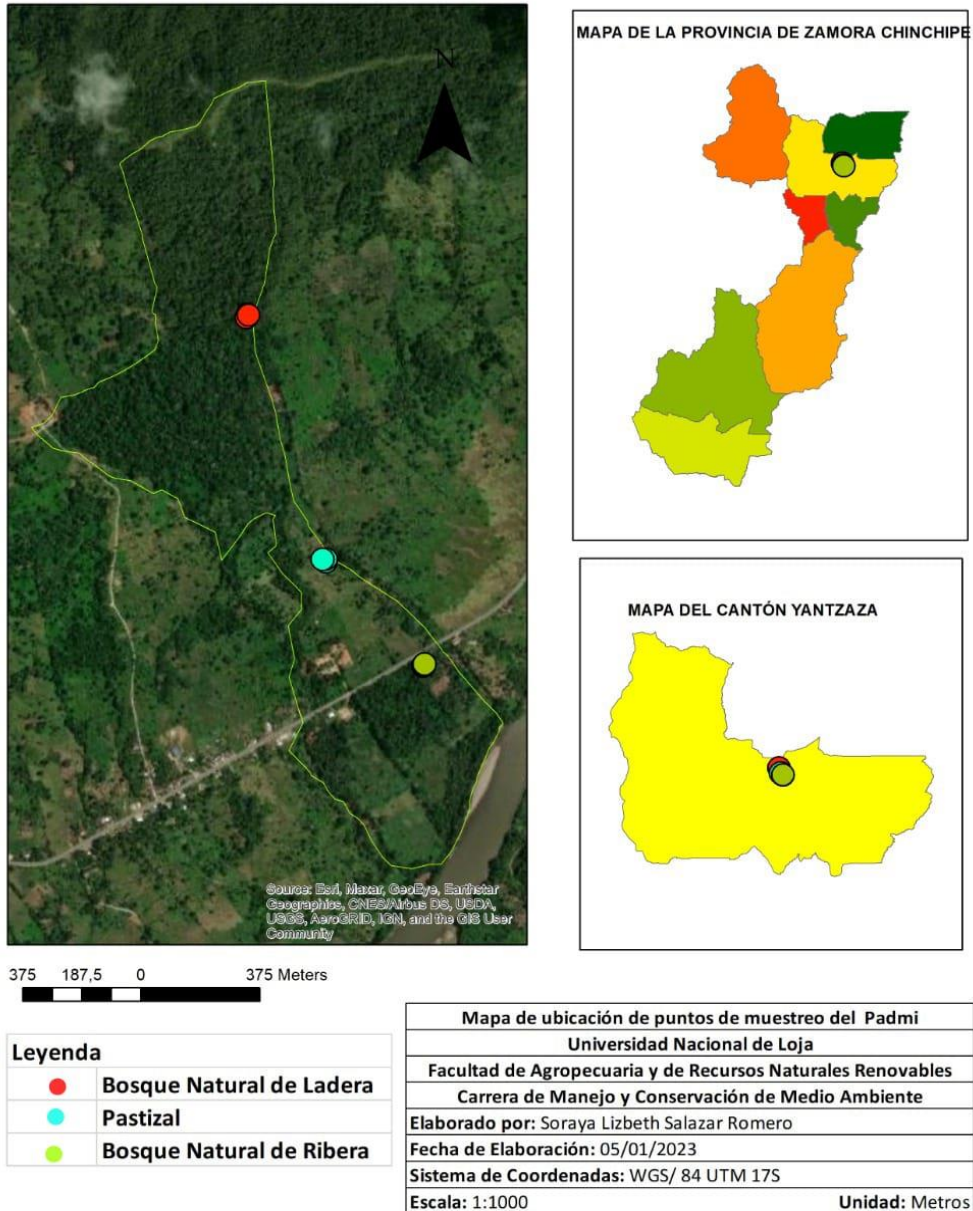 N
Source: Esri, Maxar, GeoEye, Earthstar
Geographics, CNES/Airbus DS, USDA,
USGS, AeroGRID, IGN, and the GIS User
Community
MAPA DE LA PROVINCIA DE ZAMORA CHINCHIPE
MAPA DEL CANTÓN YANTZAZA
375 187,5 0 375 Meters
Leyenda
Bosque Natural de Ladera
Pastizal
Bosque Natural de Ribera
Mapa de ubicación de puntos de muestreo del Padmi
Universidad Nacional de Loja
Facultad de Agropecuaria y de Recursos Naturales Renovables
Carrera de Manejo y Conservación de Medio Ambiente
Elaborado por: Soraya Lizbeth Salazar Romero
Fecha de Elaboración: 05/01/2023
Sistema de Coordenadas: WGS/ 84 UTM 17S
Escala: 1:1000 Unidad: Metros